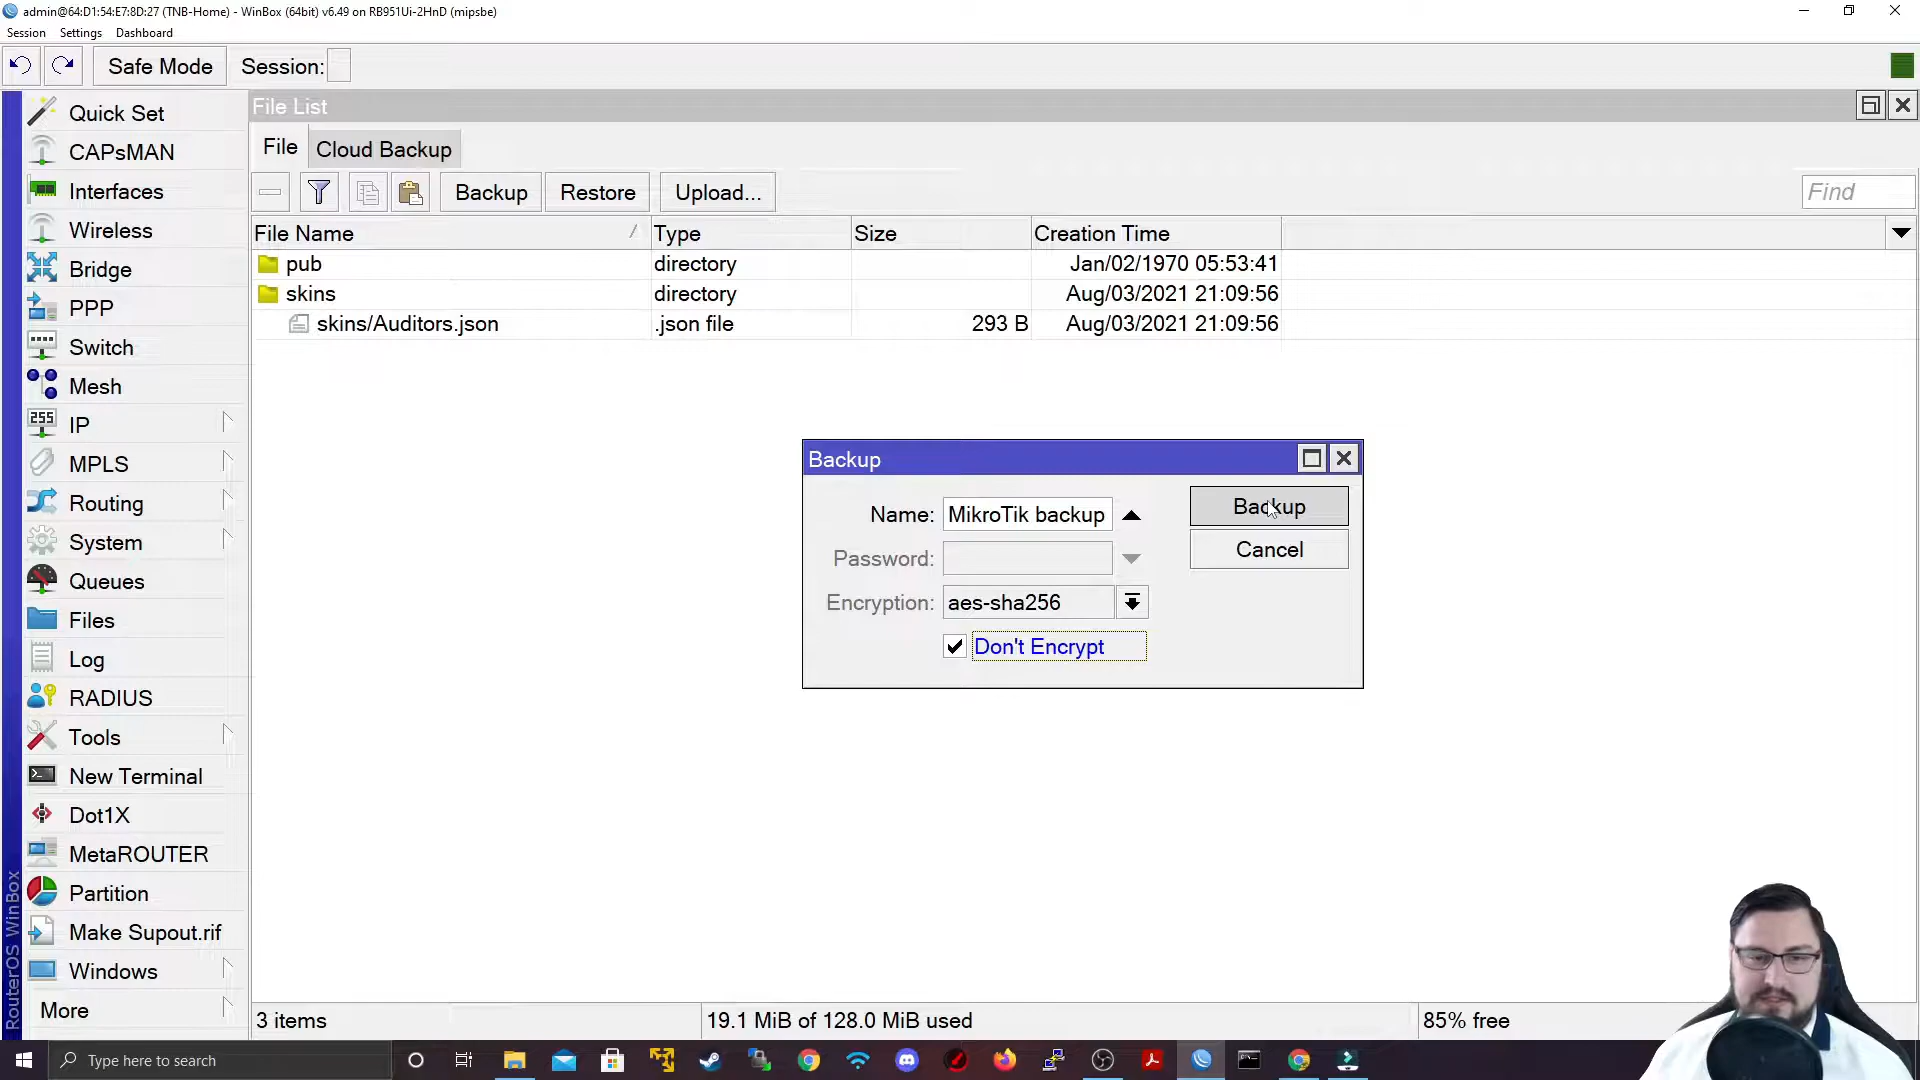 admin@64:D1:54:E7:8D:27 (TNB-Home) - WinBox (64bit) v6.49 on RB951Ui-2HnD (mipsbe)
Session Settings Dashboard
Safe Mode Session:
Quick Set
CAPsMAN
Interfaces
Wireless
Bridge
PPP
Switch
Mesh
255
IP
MPLS
Routing
System
Queues
Files
Log
RADIUS
Tools
New Terminal
Dot1X
MetaROUTER
Partition
Make Supout.rif
Windows
More
RouterOS WinBox
File List
File Cloud Backup
Backup Restore Upload... Find
File Name Type Size Creation Time
pub directory Jan/02/1970 05:53:41
skins directory Aug/03/2021 21:09:56
skins/Auditors.json .json file 293 B Aug/03/2021 21:09:56
Backup
Name: MikroTik backup Backup
Password: Cancel
Encryption: aes-sha256
Don't Encrypt
3 items 19.1 MiB of 128.0 MiB used 85% free
Type here to search